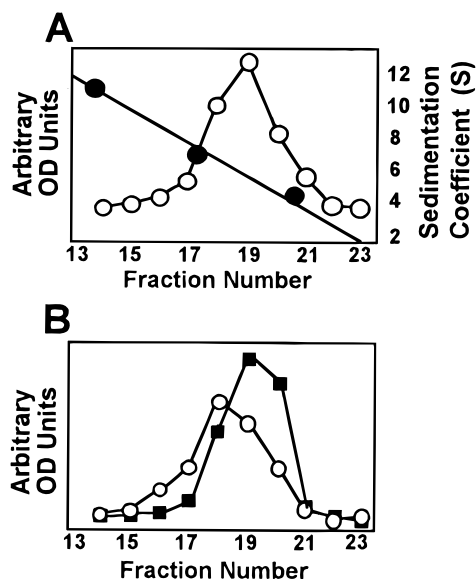 A
Arbitrary
OD Units
12
10
8
6
4
2
Sedimentation
Coefficient (S)
13 15 17 19 21 23
Fraction Number
B
Arbitrary
OD Units
13 15 17 19 21 23
Fraction Number